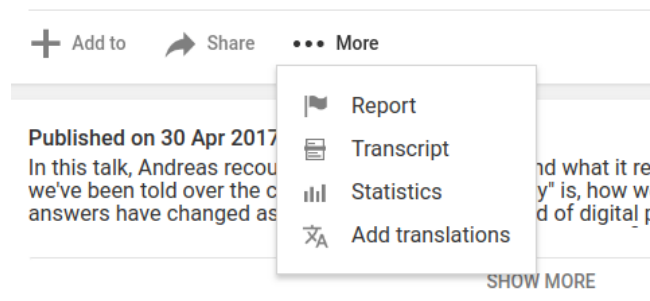 Add to Share More
Report
Transcript
Statistics
Add translations
Published on 30 Apr 2017
In this talk, Andreas recou nd what it re
we've been told over the c y" is, how w
answers have changed as d of digital p
SHOW MORE